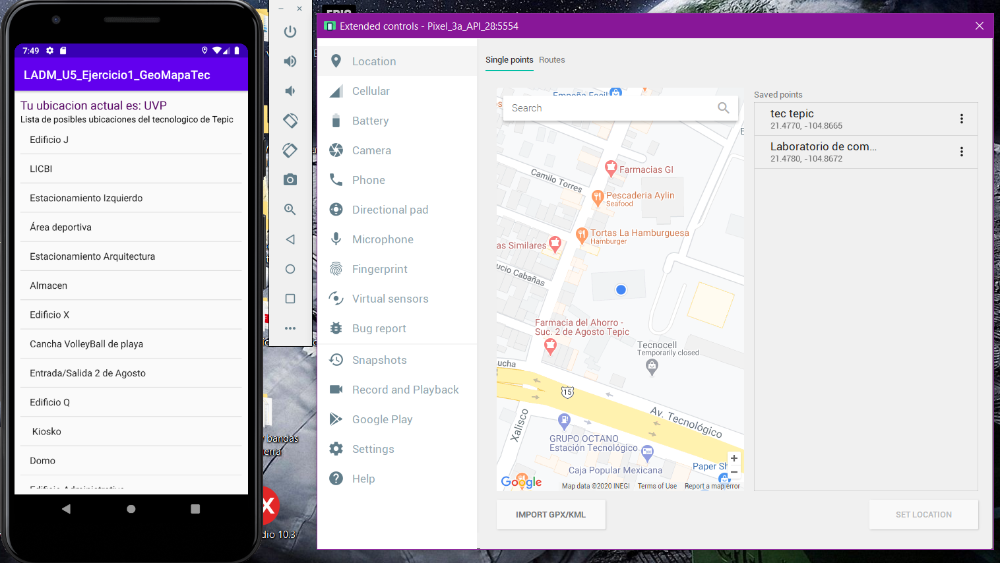 7:49
LADM_U5_Ejercicio1_GeoMapaTec
Tu ubicacion actual es: UVP
Lista de posibles ubicaciones del tecnologico de Tepic
Edificio J
LICBI
Estacionamiento Izquierdo
Área deportiva
Estacionamiento Arquitectura
Almacen
Edificio X
Cancha VolleyBall de playa
Entrada/Salida 2 de Agosto
Edificio Q
Kiosko
Domo
Edificio Administrativo
bandas
erra
dio 10.3
EPIC
Extended controls - Pixel_3a_API_28:5554
Location
Cellular
Battery
Camera
Phone
Directional pad
Microphone
Fingerprint
Virtual sensors
Bug report
Snapshots
Record and Playback
Google Play
Settings
Help
Single points
Routes
Empeña Facil
Search
Farmacias GI
Camilo Torres
Pescaderia Aylin
Seafood
Tortas La Hamburguesa
Hamburger
as Similares
ucio Cabañas
Farmacia del Ahorro -
Suc. 2 de Agosto Tepic
Tecnocell
Temporarily closed
ucha
15
Av. Tecnológico
Xalisco
GRUPO OCTANO
Estación Tecnológico
Caja Popular Mexicana
Paper Sh
+
−
Google
Map data ©2020 INEGI
Terms of Use
Report a map error
IMPORT GPX/KML
Saved points
tec tepic
21.4770, -104.8665
Laboratorio de com...
21.4780, -104.8672
SET LOCATION